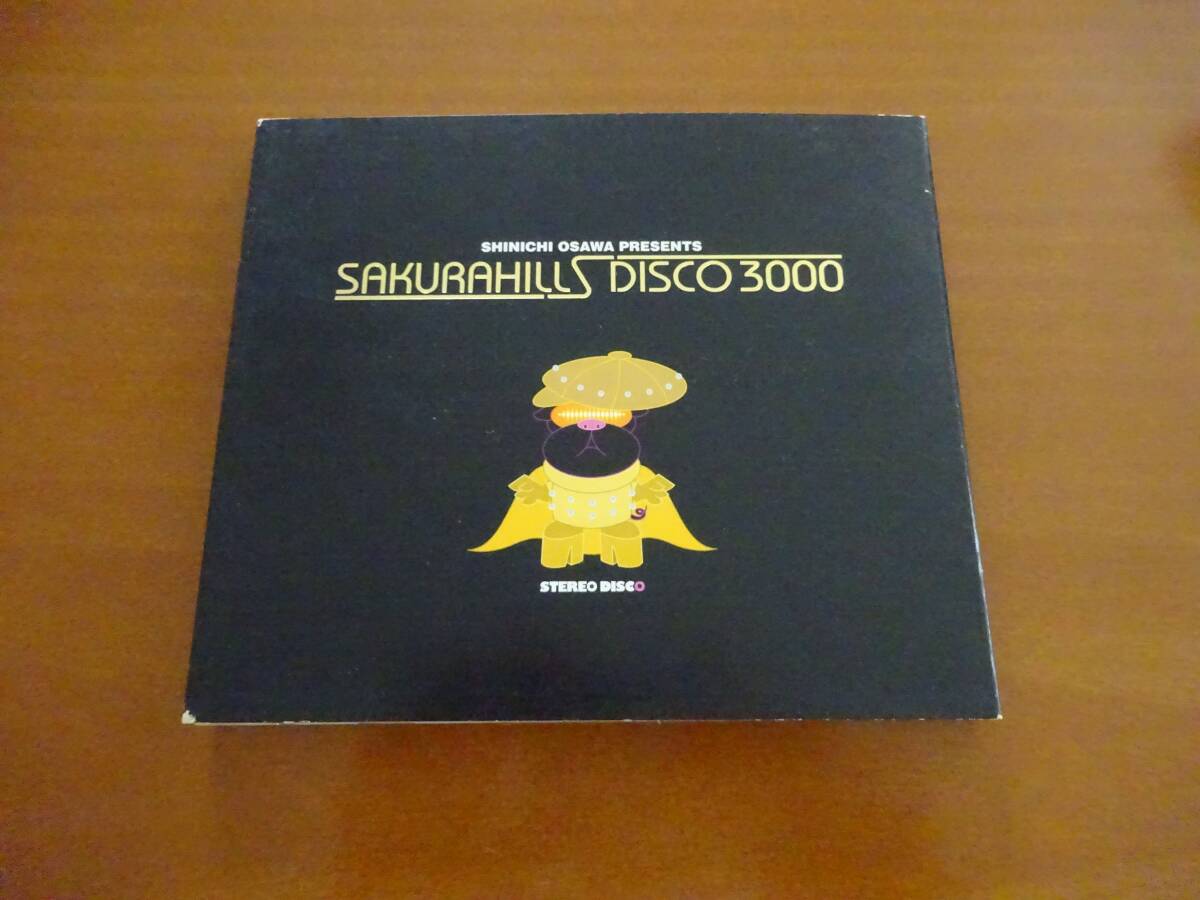 SHINICHI OSAWA PRESENTS
SAKURAHILLS DISCO 3000
STEREO DISCO